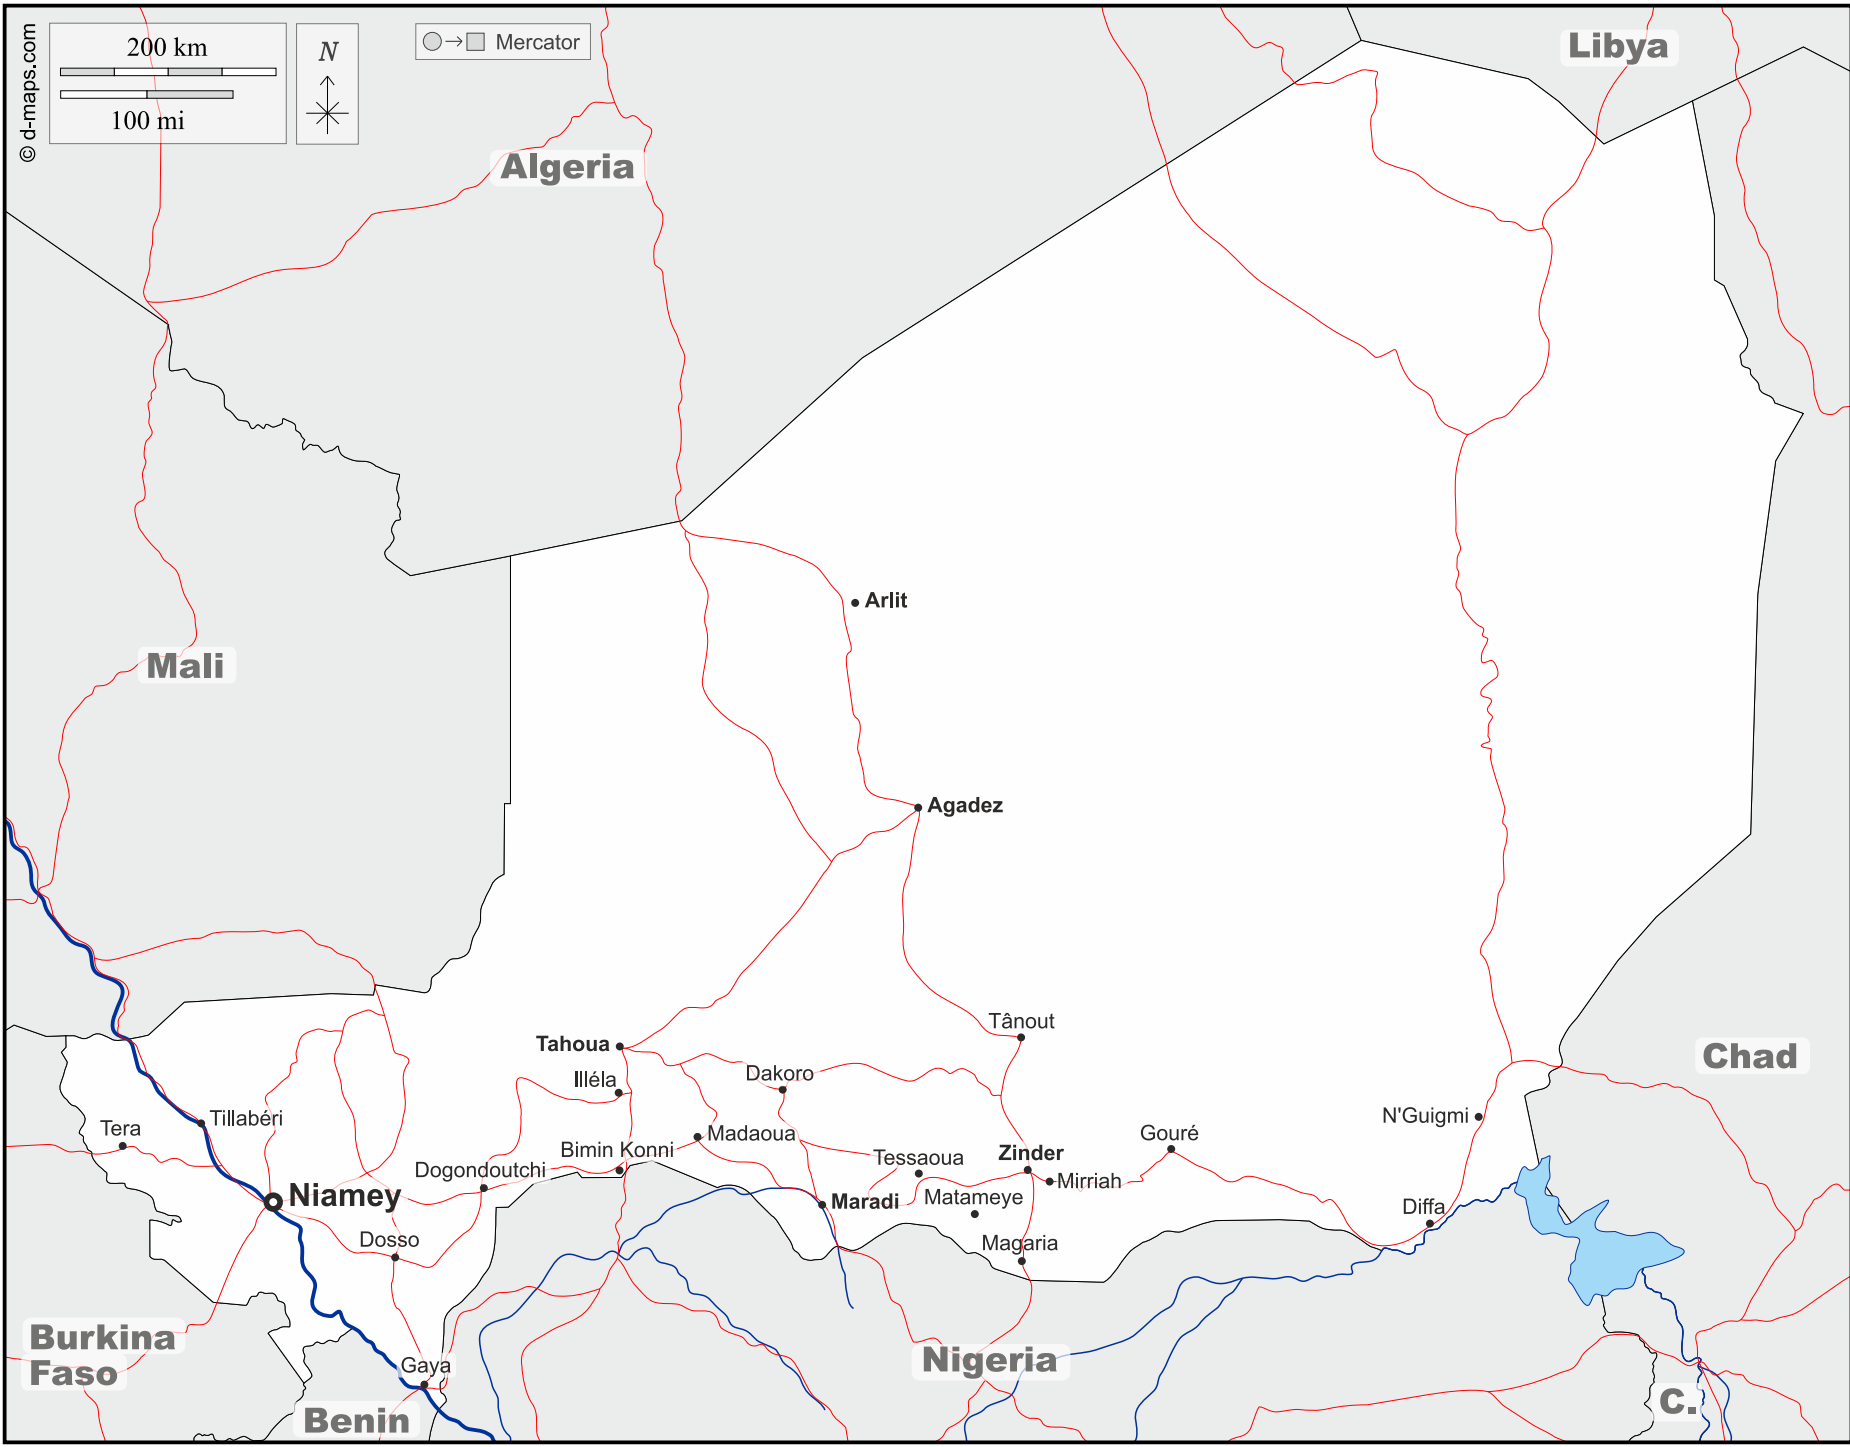 © d-maps.com
200 km
100 mi
N
Mercator
Libya
Algeria
Arlit
Mali
Agadez
Tânout
Tahoua
Chad
Illéla
Dakoro
N'Guigmi
Tillabéri
Tera
Madaoua
Gouré
Bimin Konni
Zinder
Tessaoua
Dogondoutchi
Mirriah
Niamey
Matameye
Maradi
Diffa
Dosso
Magaria
Burkina
Faso
Gaya
Nigeria
Benin
C.